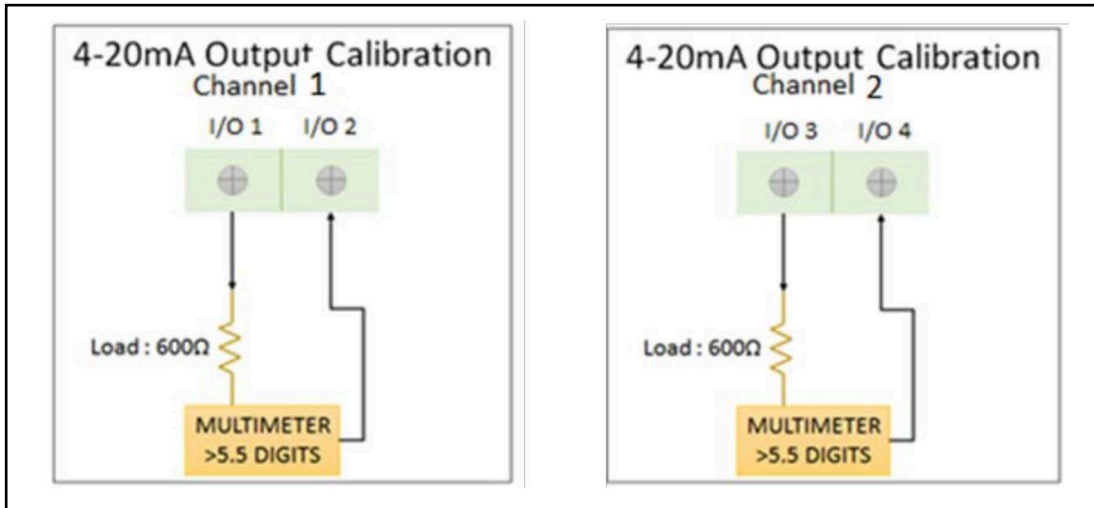 4-20mA Output Calibration
Channel 1
I/O 1 I/O 2
Load : 600Ω
MULTIMETER
>5.5 DIGITS
4-20mA Output Calibration
Channel 2
I/O 3 I/O 4
Load : 600Ω
MULTIMETER
>5.5 DIGITS